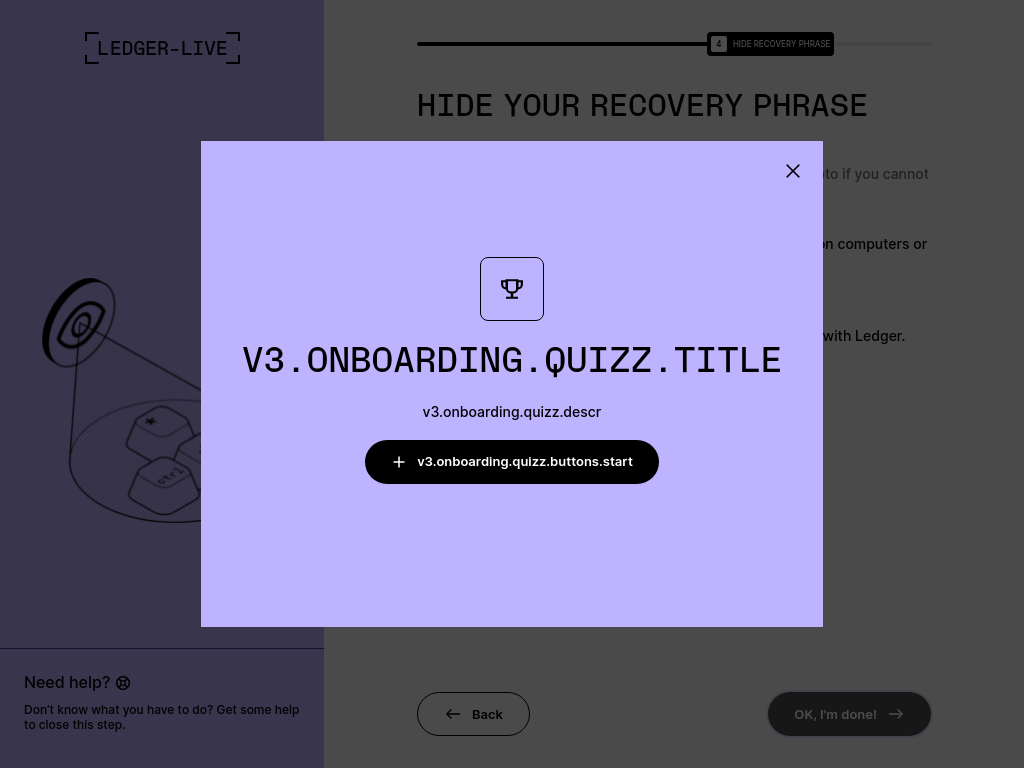 LEDGER-LIVE
4 HIDE RECOVERY PHRASE
HIDE YOUR RECOVERY PHRASE
if you cannot
on computers or
with Ledger.
V3.ONBOARDING.QUIZZ.TITLE
v3.onboarding.quizz.descr
v3.onboarding.quizz.buttons.start
ctrl
Need help?
Don't know what you have to do? Get some help
to close this step.
Back
OK, I'm done!